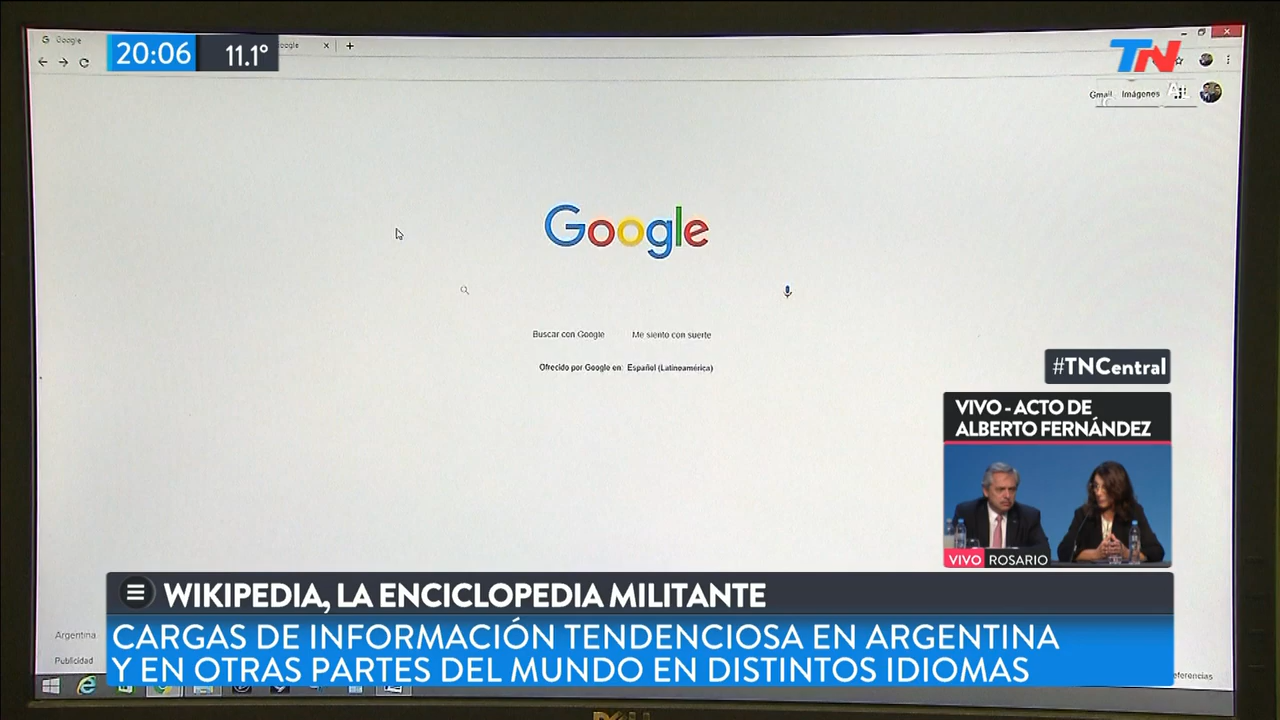 Google
20:06
11.1°
oogle
TN
Gmail
Imágenes
Google
Buscar con Google
Me siento con suerte
Ofrecido por Google en: Español (Latinoamérica)
#TNCentral
VIVO - ACTO DE
ALBERTO FERNÁNDEZ
VIVO ROSARIO
WIKIPEDIA, LA ENCICLOPEDIA MILITANTE
CARGAS DE INFORMACIÓN TENDENCIOSA EN ARGENTINA
Y EN OTRAS PARTES DEL MUNDO EN DISTINTOS IDIOMAS
Argentina
Publicidad
eferencias